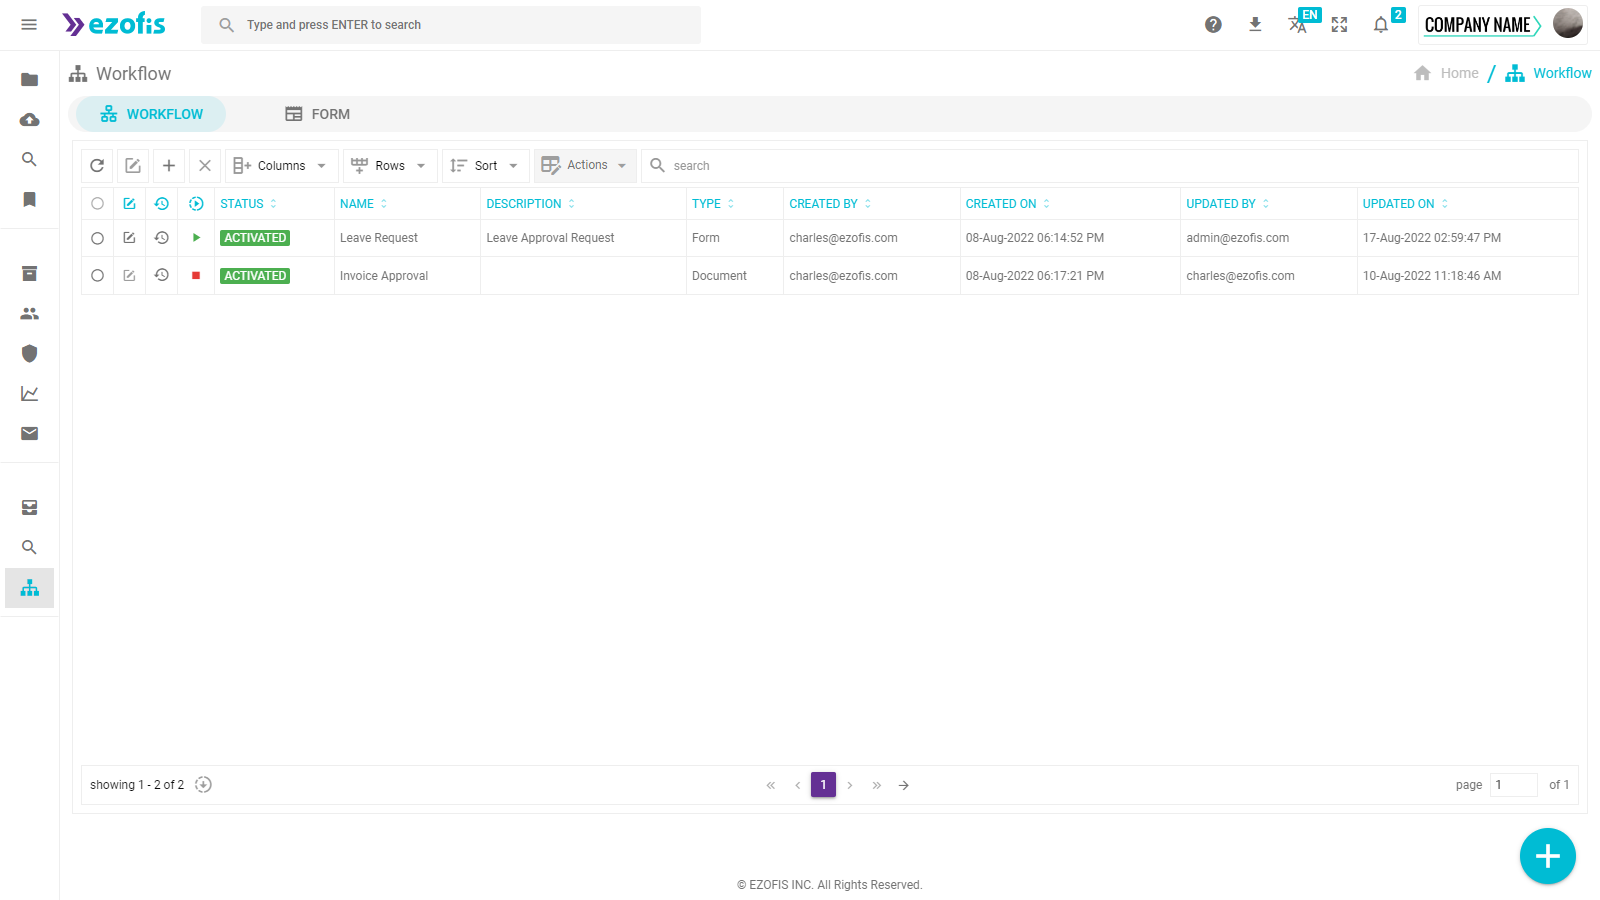 ezofis
Type and press ENTER to search
EN
2
COMPANY NAME
Workflow
Home / Workflow
WORKFLOW
FORM
Columns
Rows
Sort
Actions
search
STATUS NAME DESCRIPTION TYPE CREATED BY CREATED ON UPDATED BY UPDATED ON
ACTIVATED Leave Request Leave Approval Request Form charles@ezofis.com 08-Aug-2022 06:14:52 PM admin@ezofis.com 17-Aug-2022 02:59:47 PM
ACTIVATED Invoice Approval Document charles@ezofis.com 08-Aug-2022 06:17:21 PM charles@ezofis.com 10-Aug-2022 11:18:46 AM
showing 1 - 2 of 2
1
page 1 of 1
© EZOFIS INC. All Rights Reserved.